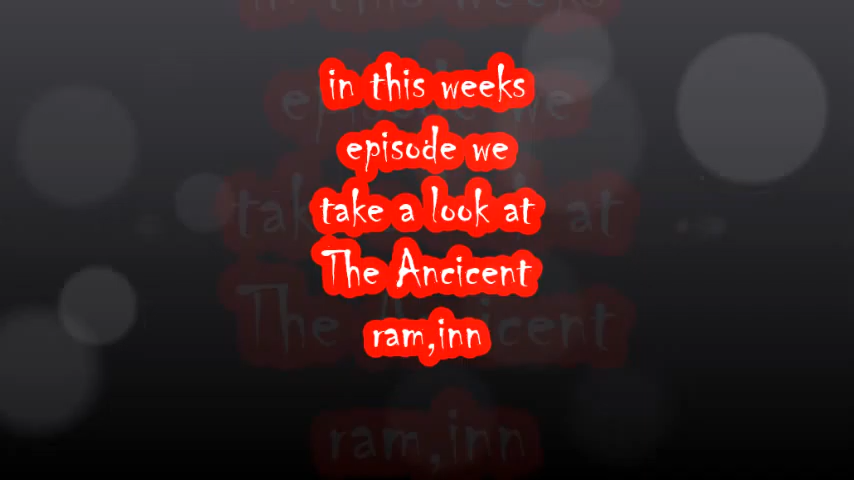 in this weeks
episode we
take a look at
The Ancicent
ram,inn